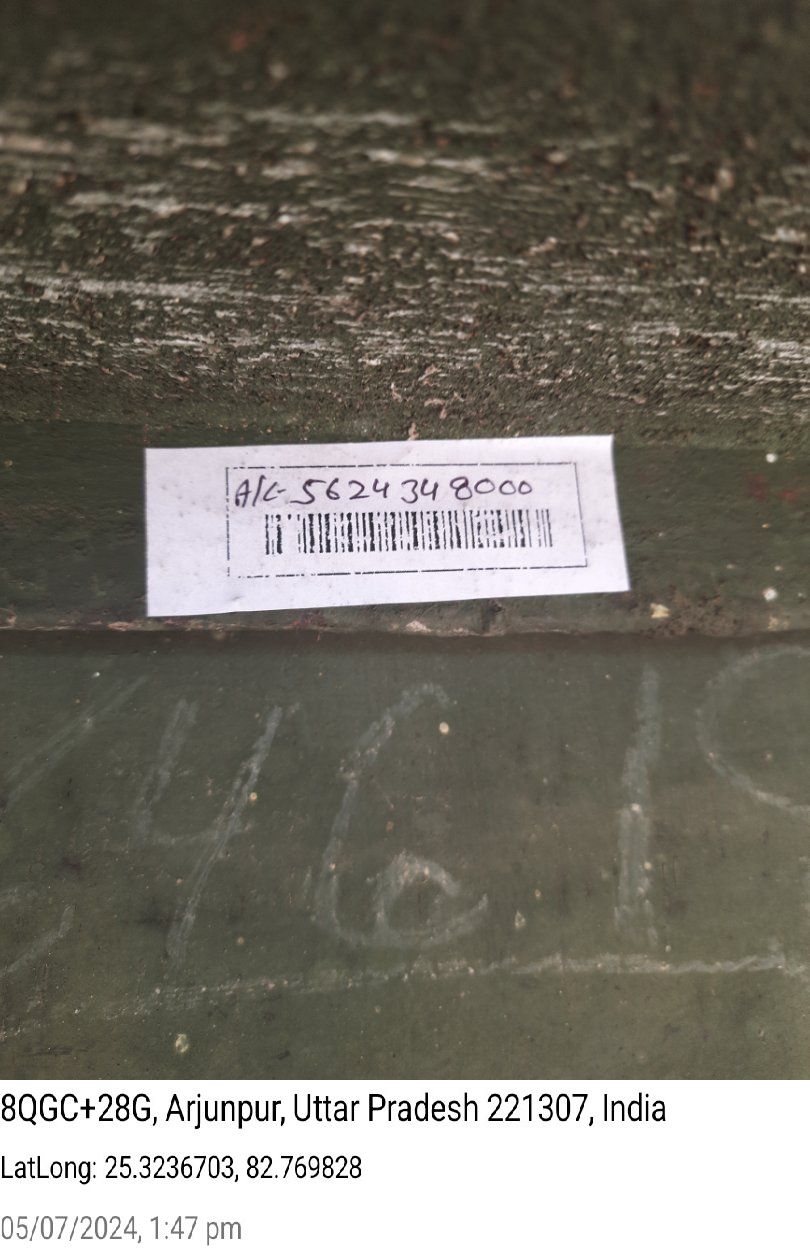 A/C- 5624348000
4610
8QGC+28G, Arjunpur, Uttar Pradesh 221307, India
LatLong: 25.3236703, 82.769828
05/07/2024, 1:47 pm